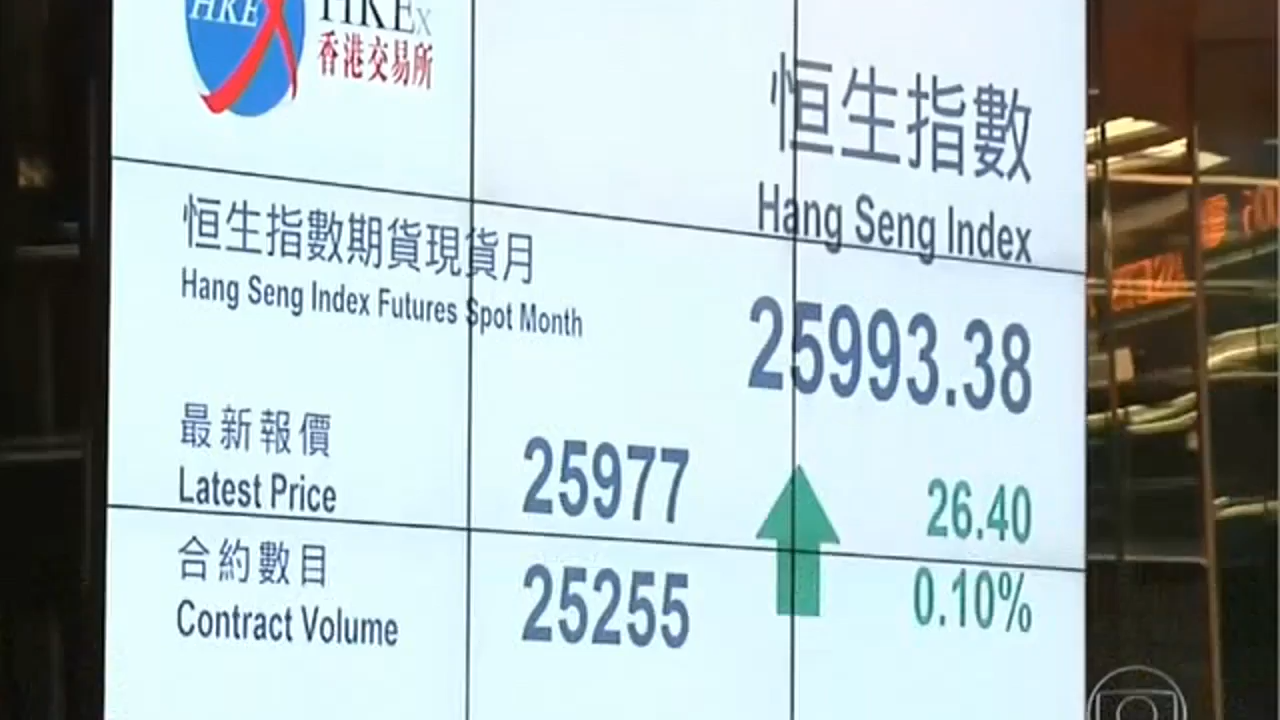 HKEx
HKEx
香港交易所
恒生指數
Hang Seng Index
25993.38
26.40
0.10%
恒生指數期貨現貨月
Hang Seng Index Futures Spot Month
最新報價
Latest Price
25977
合約數目
Contract Volume
25255